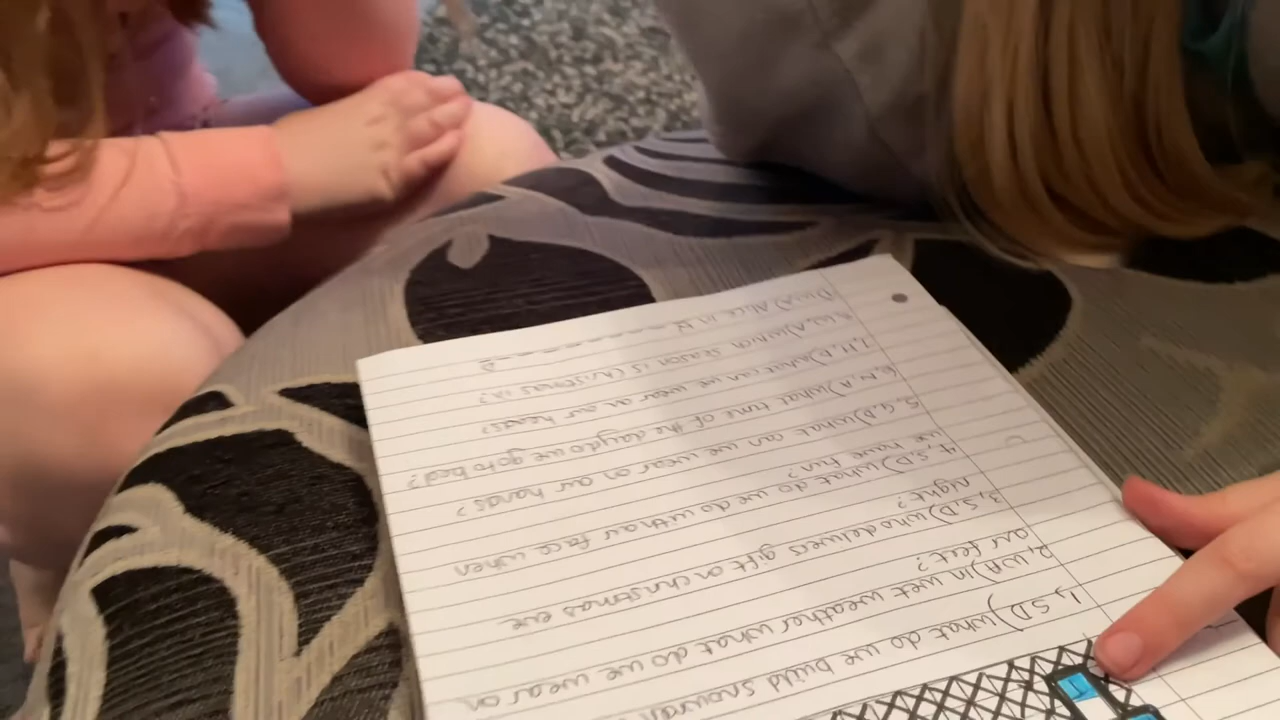 1, S, D) what do we build snowman
2, W, A) In wet weather what do we wear on
our feet?
3, S, D) who delivers gift on christmas eve
night?
4, S, D) what do we do with our face when
we have fun?
5, G, D) what can we wear on our hands?
6, N, A) what time of the day do we go to bed?
7, H, D) what can we wear on our heads?
W, A) which season is christmas in?
Alice in